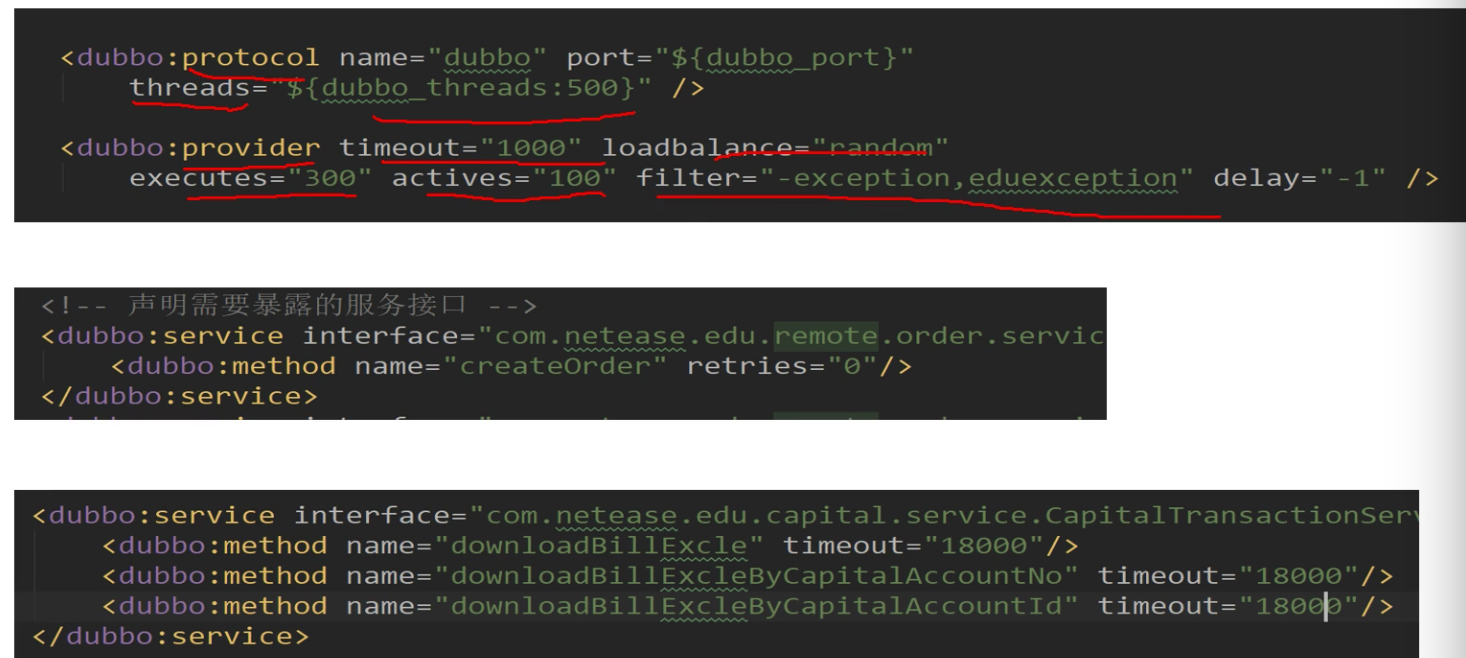 <dubbo:protocol name="dubbo" port="${dubbo_port}"
threads="${dubbo_threads:500}" />
<dubbo:provider timeout="1000" loadbalance="random"
executes="300" actives="100" filter="-exception,eduexception" delay="-1" />
<!-- 声明需要暴露的服务接口 -->
<dubbo:service interface="com.netease.edu.remote.order.servic
<dubbo:method name="createOrder" retries="0"/>
</dubbo:service>
<dubbo:service interface="com.netease.edu.capital.service.CapitalTransactionServ
<dubbo:method name="downloadBillExcle" timeout="18000"/>
<dubbo:method name="downloadBillExcleByCapitalAccountNo" timeout="18000"/>
<dubbo:method name="downloadBillExcleByCapitalAccountId" timeout="18000"/>
</dubbo:service>